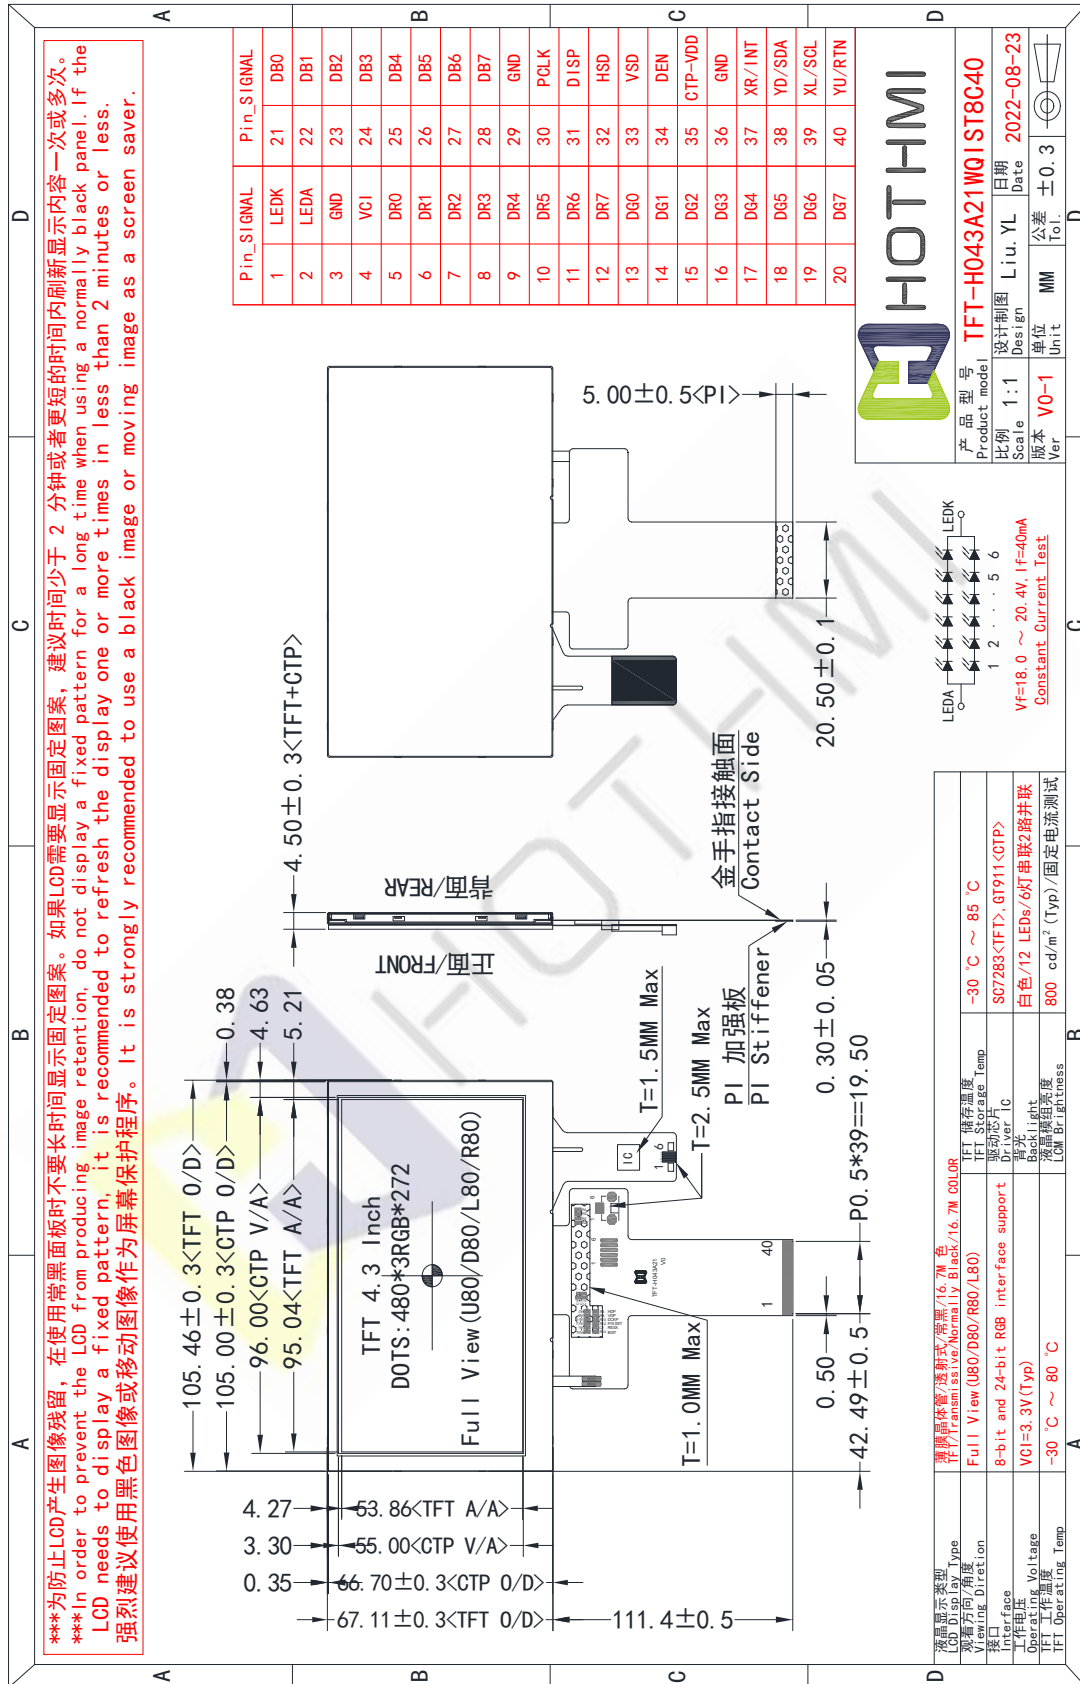 ***为防止LCD产生图像残留, 在使用常黑面板时不要长时间显示固定图案。如果LCD需要显示固定图案, 建议时间少于 2 分钟或者更短的时间内刷新显示内容一次或多次。
***In order to prevent the LCD from producing image retention, do not display a fixed pattern for a long time when using a normally black panel. If the
LCD needs to display a fixed pattern, it is recommended to refresh the display one or more times in less than 2 minutes or less.
强烈建议使用黑色图像或移动图像作为屏幕保护程序。It is strongly recommended to use a black image or moving image as a screen saver.
A
B
C
D
A
B
C
D
105.46±0.3<TFT O/D>
105.00±0.3<CTP O/D>
96.00<CTP V/A>
95.04<TFT A/A>
0.38
4.63
5.21
4.27
3.30
0.35
53.86<TFT A/A>
55.00<CTP V/A>
66.70±0.3<CTP O/D>
67.11±0.3<TFT O/D>
111.4±0.5
TFT 4.3 Inch
DOTS:480*3RGB*272
Full View(U80/D80/L80/R80)
IC
1 6
TFT-H043A21
V0
1 40
T=1.0MM Max
T=1.5MM Max
T=2.5MM Max
0.50
42.49±0.5
P0.5*39==19.50
4.50±0.3<TFT+CTP>
正面/FRONT
背面/REAR
PI 加强板
PI Stiffener
金手指接触面
Contact Side
0.30±0.05
20.50±0.1
5.00±0.5<PI>
Pin_SIGNAL Pin_SIGNAL
1 LEDK 21 DB0
2 LEDA 22 DB1
3 GND 23 DB2
4 VCI 24 DB3
5 DR0 25 DB4
6 DR1 26 DB5
7 DR2 27 DB6
8 DR3 28 DB7
9 DR4 29 GND
10 DR5 30 PCLK
11 DR6 31 DISP
12 DR7 32 HSD
13 DG0 33 VSD
14 DG1 34 DEN
15 DG2 35 CTP-VDD
16 DG3 36 GND
17 DG4 37 XR/INT
18 DG5 38 YD/SDA
19 DG6 39 XL/SCL
20 DG7 40 YU/RTN
LEDA LEDK
1 2 · · · 5 6
Vf=18.0 ~ 20.4V, If=40mA
Constant Current Test
液晶显示类型
LCD Display Type
薄膜晶体管/透射式/常黑/16.7M 色
TFT/Transmissive/Normally Black/16.7M COLOR
观看方向/角度
Viewing Diretion
Full View(U80/D80/R80/L80)
接口
Interface
8-bit and 24-bit RGB interface support
工作电压
Operating Voltage
VCI=3.3V(Typ)
TFT 工作温度
TFT Operating Temp
-30 ℃ ~ 80 ℃
TFT 储存温度
TFT Storage Temp
-30 ℃ ~ 85 ℃
驱动芯片
Driver IC
SC7283<TFT>, GT911<CTP>
背光
Backlight
白色/12 LEDs/6灯串联2路并联
液晶模组亮度
LCM Brightness
800 cd/m² (Typ)/固定电流测试
HOTHMI
产 品 型 号
Product model
TFT-H043A21WQIST8C40
比例
Scale
1:1
设计制图
Design
Liu. YL
日期
Date
2022-08-23
版本
Ver
V0-1
单位
Unit
MM
公差
Tol.
±0.3
A
B
C
D
A
B
C
D
HOTHMI